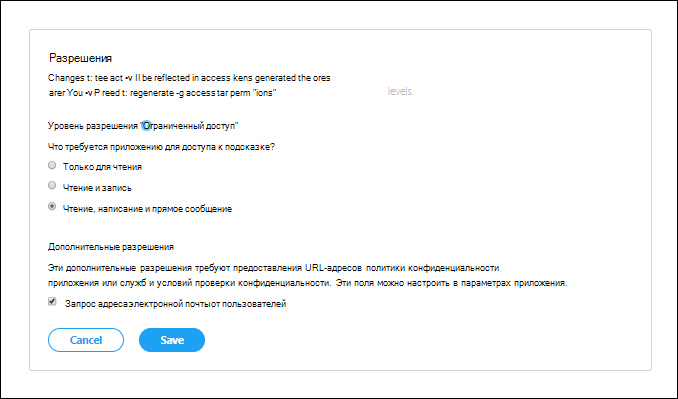 Разрешения
Changes t: tee act •v II be reflected in access kens generated the ores
arer You •v P reed t: regenerate -g access tar perm "ions" levels.
Уровень разрешения "Ограниченный доступ"
Что требуется приложению для доступа к подсказке?
Только для чтения
Чтение и запись
Чтение, написание и прямое сообщение
Дополнительные разрешения
Эти дополнительные разрешения требуют предоставления URL-адресов политики конфиденциальности
приложения или служб и условий проверки конфиденциальности. Эти поля можно настроить в параметрах приложения.
Запрос адресаэлектронной почтыот пользователей
Cancel Save